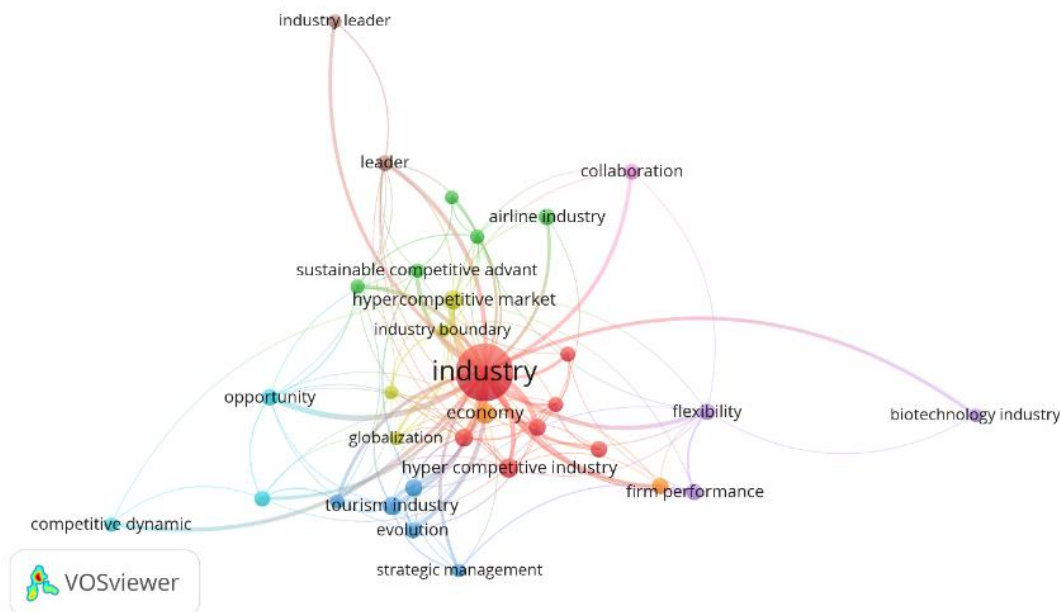 industry leader
leader
collaboration
airline industry
sustainable competitive advant
hypercompetitive market
industry boundary
industry
opportunity
economy
flexibility
biotechnology industry
globalization
hyper competitive industry
firm performance
tourism industry
competitive dynamic
evolution
strategic management
VOSviewer